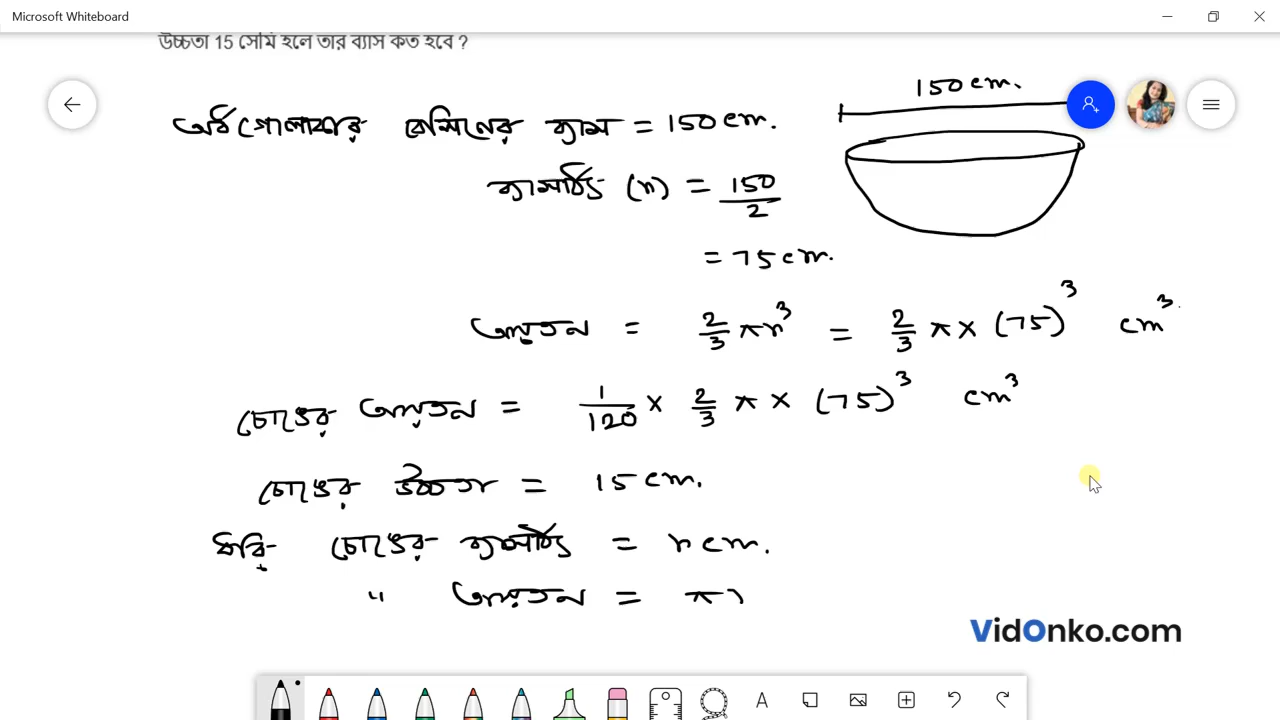 Microsoft Whiteboard
উচ্চতা 15 সেমি হলে তার ব্যাস কত হবে ?
150 cm.
অর্ধগোলাকার বেসিনের ব্যাস = 150 cm.
ব্যাসার্ধ (r) = 150/2
= 75 cm.
আয়তন = 2/3 πr³ = 2/3 π × (75)³ cm³
চোঙের আয়তন = 1/120 × 2/3 π × (75)³ cm³
চোঙের উচ্চতা = 15 cm.
ধরি চোঙের ব্যাসার্ধ = r cm.
" আয়তন = π
VidOnko.com